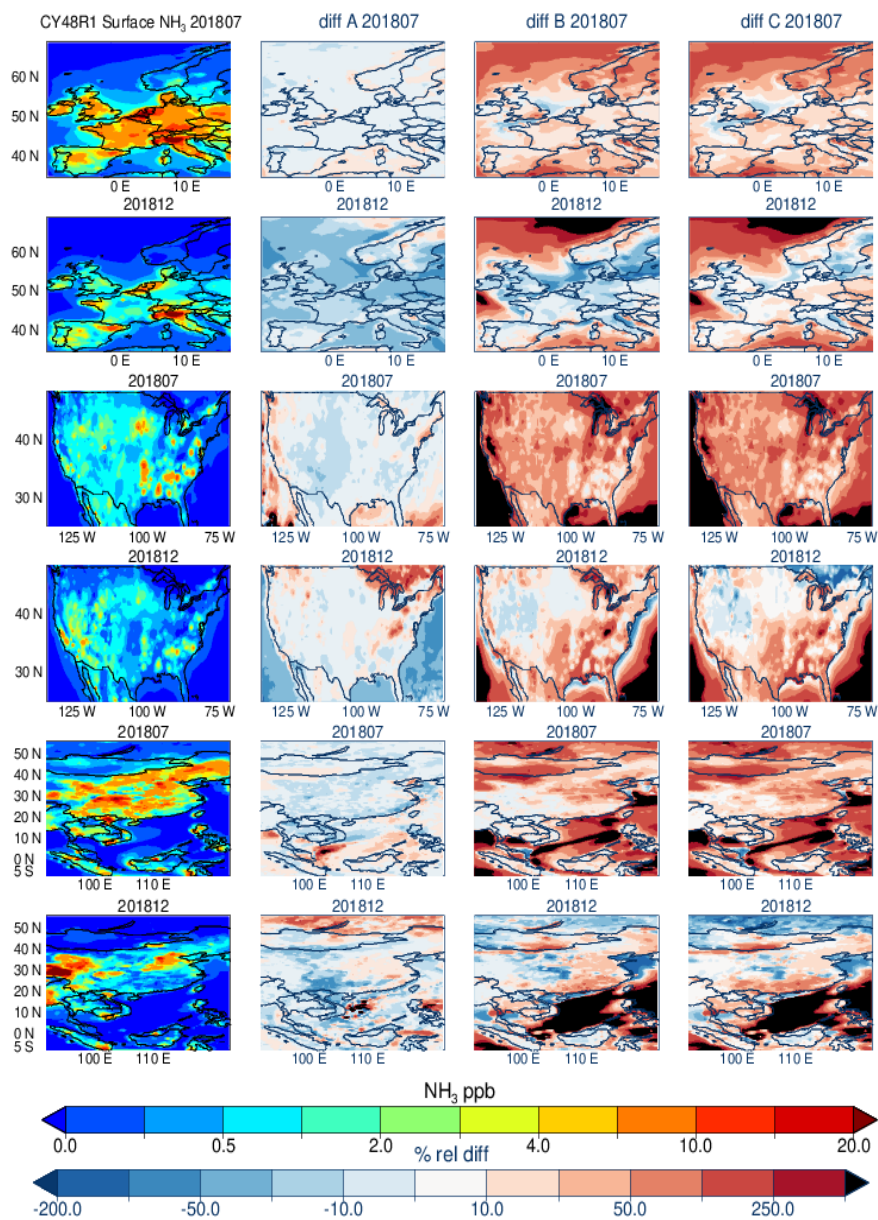 CY48R1 Surface NH₃ 201807 diff A 201807 diff B 201807 diff C 201807
60 N
50 N
40 N
0 E 10 E 0 E 10 E 0 E 10 E 0 E 10 E
201812 201812 201812 201812
60 N
50 N
40 N
0 E 10 E 0 E 10 E 0 E 10 E 0 E 10 E
201807 201807 201807 201807
40 N
30 N
125 W 100 W 75 W 125 W 100 W 75 W 125 W 100 W 75 W 125 W 100 W 75 W
201812 201812 201812 201812
40 N
30 N
125 W 100 W 75 W 125 W 100 W 75 W 125 W 100 W 75 W 125 W 100 W 75 W
201807 201807 201807 201807
50 N
40 N
30 N
20 N
10 N
0 N
5 S
100 E 110 E 100 E 110 E 100 E 110 E 100 E 110 E
201812 201812 201812 201812
50 N
40 N
30 N
20 N
10 N
0 N
5 S
100 E 110 E 100 E 110 E 100 E 110 E 100 E 110 E
NH₃ ppb
0.0 0.5 2.0 4.0 10.0 20.0
% rel diff
-200.0 -50.0 -10.0 10.0 50.0 250.0